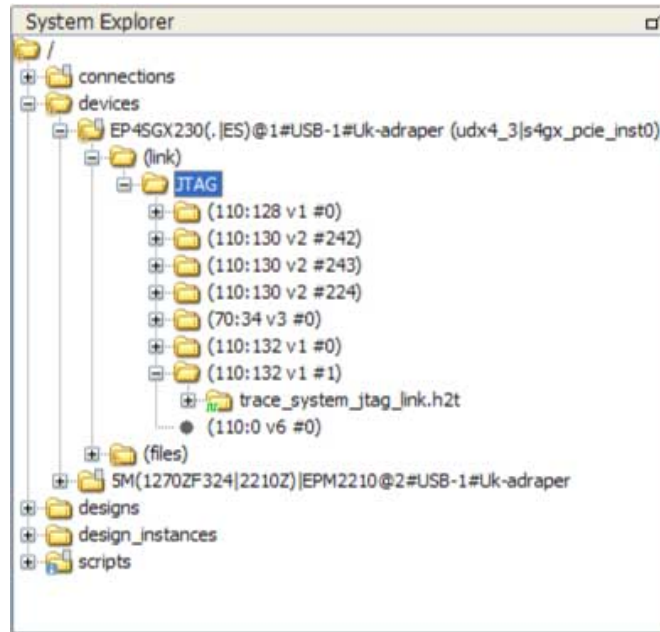 System Explorer
/
connections
devices
EP4SGX230(.|ES)@1#USB-1#Uk-adraper (udx4_3|s4gx_pcie_inst0)
(link)
JTAG
(110:128 v1 #0)
(110:130 v2 #242)
(110:130 v2 #243)
(110:130 v2 #224)
(70:34 v3 #0)
(110:132 v1 #0)
(110:132 v1 #1)
trace_system_jtag_link.h2t
(110:0 v6 #0)
(files)
5M(1270ZF324|2210Z)|EPM2210@2#USB-1#Uk-adraper
designs
design_instances
scripts